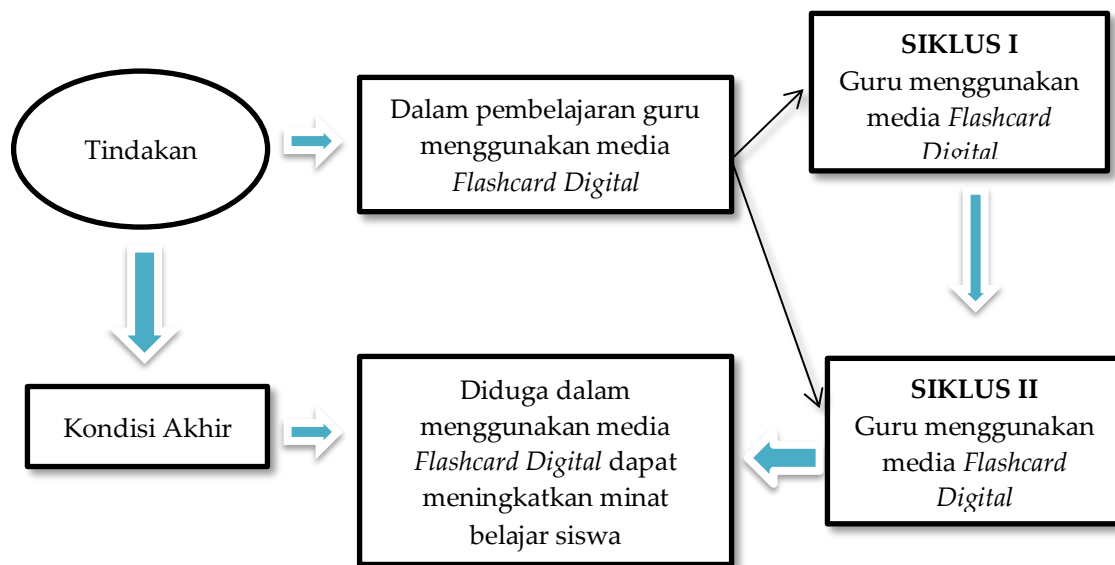 Tindakan
Dalam pembelajaran guru
menggunakan media
Flashcard Digital
SIKLUS I
Guru menggunakan
media Flashcard
Digital
Kondisi Akhir
Diduga dalam
menggunakan media
Flashcard Digital dapat
meningkatkan minat
belajar siswa
SIKLUS II
Guru menggunakan
media Flashcard
Digital